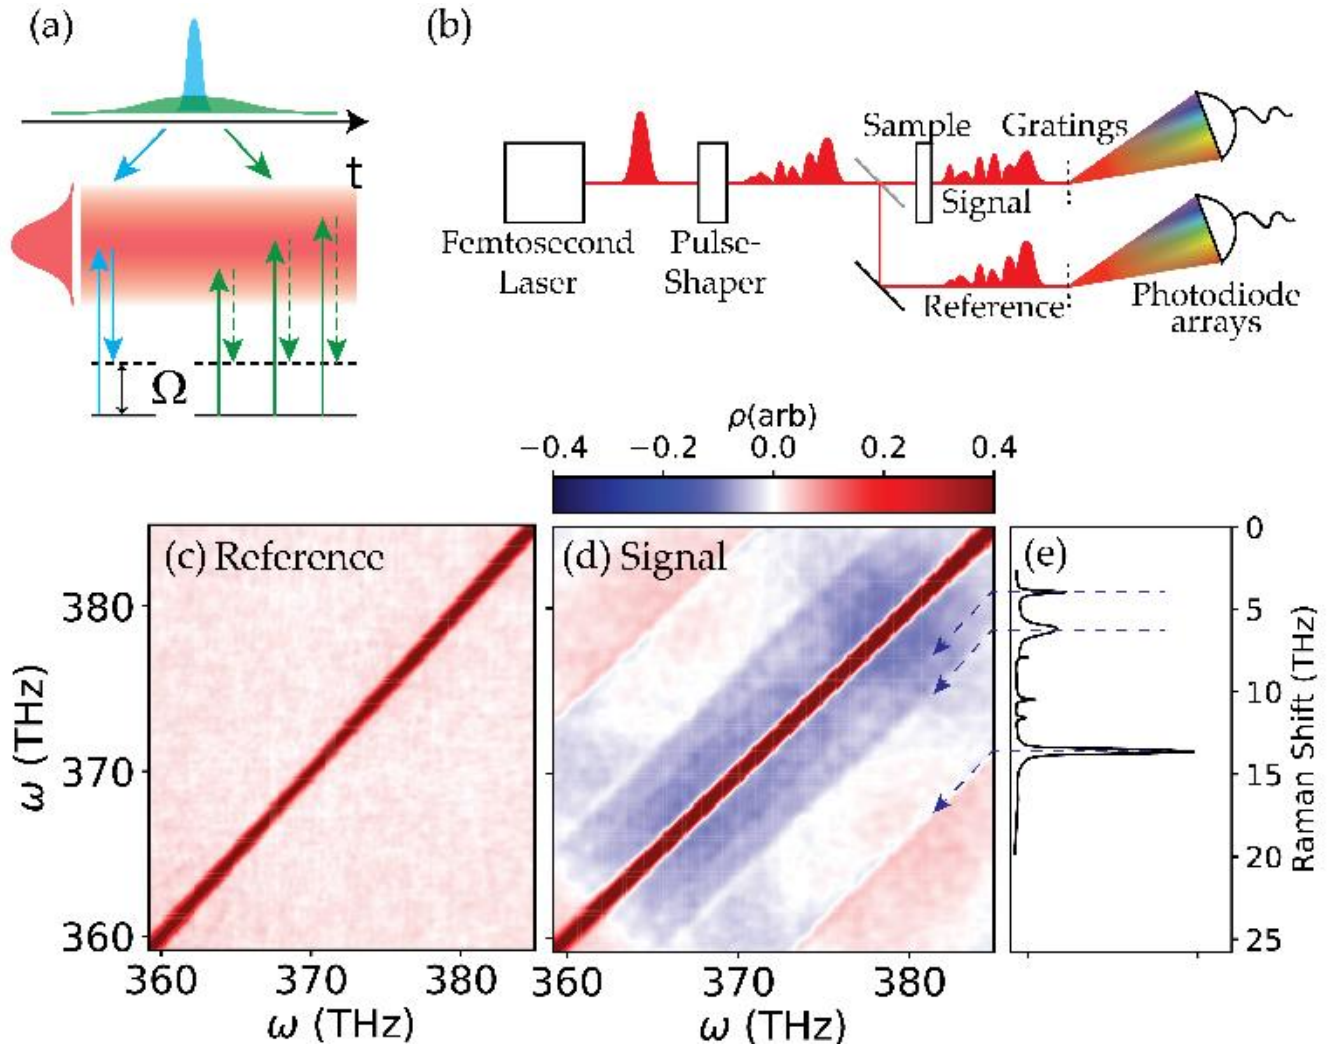 (a)
t
Ω
(b)
Femtosecond
Laser
Pulse-
Shaper
Sample
Gratings
Signal
Reference
Photodiode
arrays
ρ(arb)
−0.4 −0.2 0.0 0.2 0.4
(c) Reference
380
370
360
ω (THz)
360 370 380
ω (THz)
(d) Signal
360 370 380
ω (THz)
(e)
0
5
10
15
20
25
Raman Shift (THz)